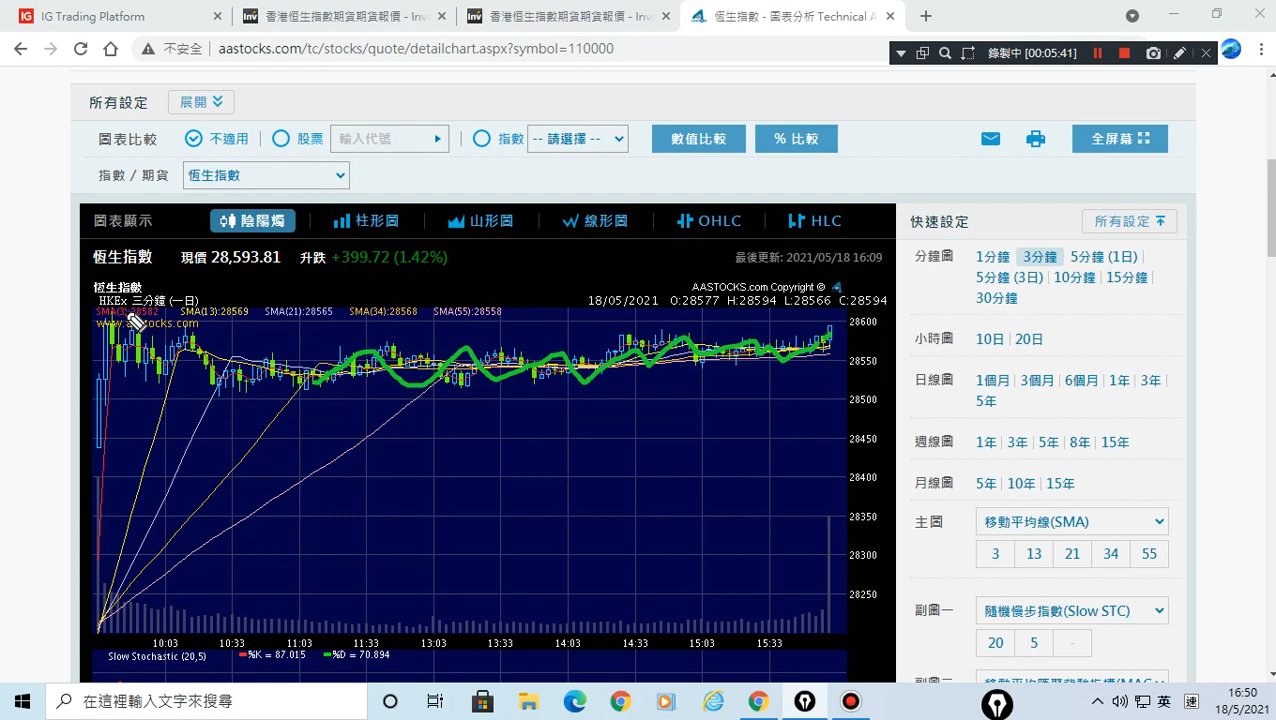 IG Trading Platform
香港恒生指數期貨期貨報價 - Inv
香港恒生指數期貨期貨報價 - Inv
恆生指數 - 圖表分析 Technical A
不安全 aastocks.com/tc/stocks/quote/detailchart.aspx?symbol=110000
錄製中 [00:05:41]
所有設定 展開
圖表比較 不適用 股票 輸入代號 指數 -- 請選擇 -- 數值比較 % 比較 全屏幕
指數 / 期貨 恆生指數
圖表顯示 陰陽燭 柱形圖 山形圖 線形圖 OHLC HLC
恆生指數 現價 28,593.81 升跌 +399.72 (1.42%) 最後更新: 2021/05/18 16:09
恆生指數 AASTOCKS.com Copyright ©
HKEx 三分鐘 (一日) 18/05/2021 O:28577 H:28594 L:28566 C:28594
SMA(3):28582 SMA(13):28569 SMA(21):28565 SMA(34):28568 SMA(55):28558
www.aastocks.com
28600
28550
28500
28450
28400
28350
28300
28250
10:03 10:33 11:03 11:33 13:03 13:33 14:03 14:33 15:03 15:33
Slow Stochastic (20,5) %K = 87.015 %D = 70.894
快速設定 所有設定
分鐘圖 1分鐘 3分鐘 5分鐘 (1日)
5分鐘 (3日) 10分鐘 15分鐘
30分鐘
小時圖 10日 20日
日線圖 1個月 3個月 6個月 1年 3年
5年
週線圖 1年 3年 5年 8年 15年
月線圖 5年 10年 15年
主圖 移動平均線(SMA)
3 13 21 34 55
副圖一 隨機慢步指數(Slow STC)
20 5 -
在這裡輸入文字來搜尋
英 速
16:50
18/5/2021